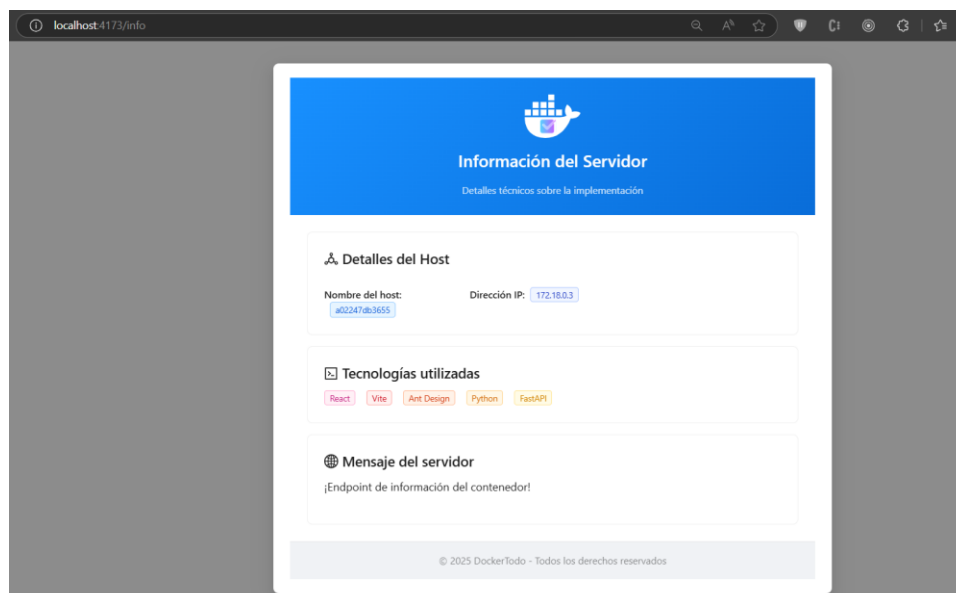 localhost:4173/info
Información del Servidor
Detalles técnicos sobre la implementación
Detalles del Host
Nombre del host:
a02247db3655
Dirección IP: 172.18.0.3
Tecnologías utilizadas
React Vite Ant Design Python FastAPI
Mensaje del servidor
¡Endpoint de información del contenedor!
© 2025 DockerTodo - Todos los derechos reservados